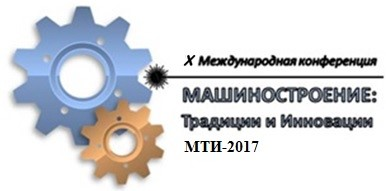 X Международная конференция
МАШИНОСТРОЕНИЕ:
Традиции и Инновации
МТИ-2017